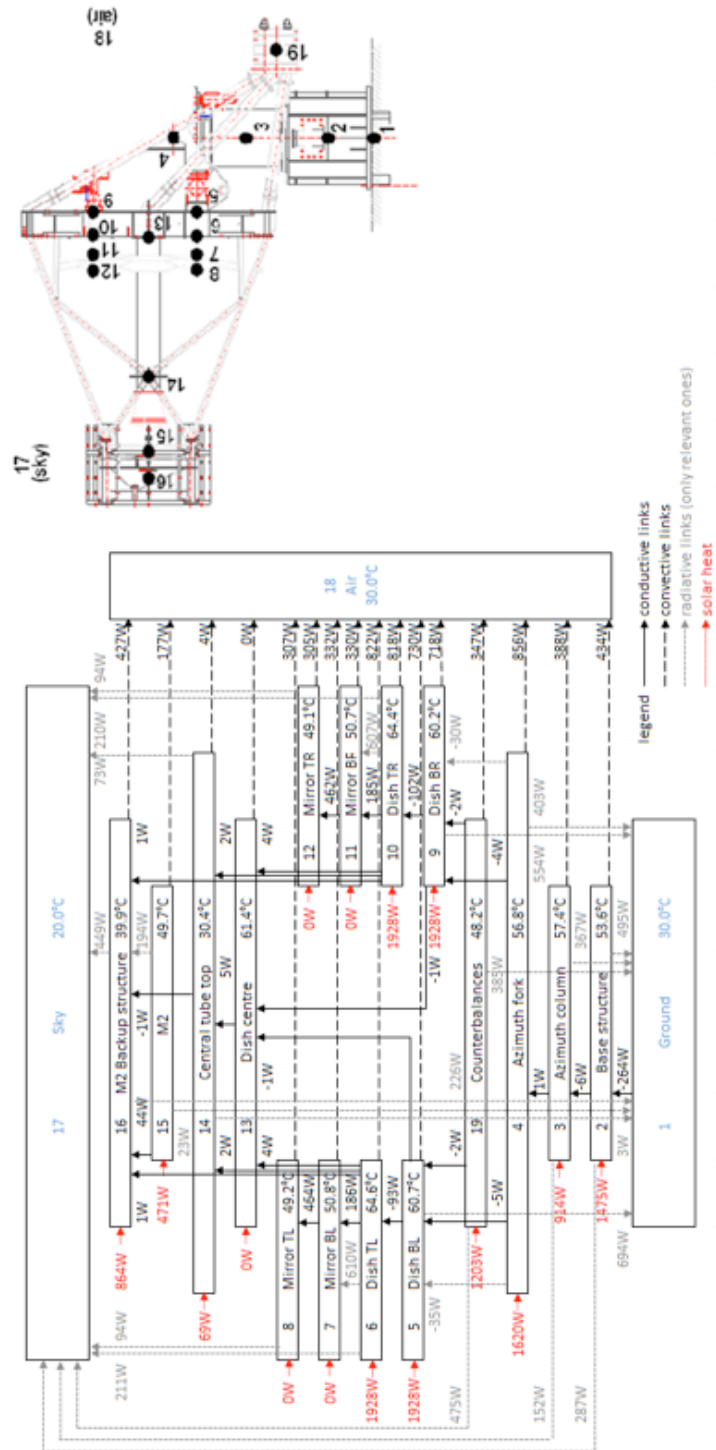 17 Sky 20.0°C
211W
94W
449W
194W
73W
210W
94W
864W
16 M2 Backup structure 39.9°C
427W
1W
44W
-1W
1W
471W
15 M2 49.7°C
177W
23W
69W
14 Central tube top 30.4°C
4W
2W
5W
2W
0W
13 Dish centre 61.4°C
0W
4W
-1W
4W
0W
8 Mirror TL 49.2°C
307W
464W
0W
12 Mirror TR 49.1°C
305W
462W
0W
7 Mirror BL 50.8°C
332W
610W
186W
0W
11 Mirror BR 50.7°C
330W
185W
607W
1928W
6 Dish TL 64.6°C
822W
-93W
1928W
10 Dish TR 64.4°C
818W
-102W
1928W
5 Dish BL 60.7°C
730W
-1W
1928W
9 Dish BR 60.2°C
718W
-35W
-2W
226W
-2W
-30W
1203W
19 Counterbalances 48.2°C
347W
475W
-5W
385W
-4W
1620W
4 Azimuth fork 56.8°C
856W
554W
403W
152W
1W
914W
3 Azimuth column 57.4°C
388W
287W
-6W
367W
1475W
2 Base structure 53.6°C
434W
694W
3W
-264W
495W
1 Ground 30.0°C
18
Air
30.0°C
legend
conductive links
convective links
radiative links (only relevant ones)
solar heat
17
(sky)
18
(air)
16
15
14
13
12
11
10
9
8
7
6
5
4
3
2
1
19